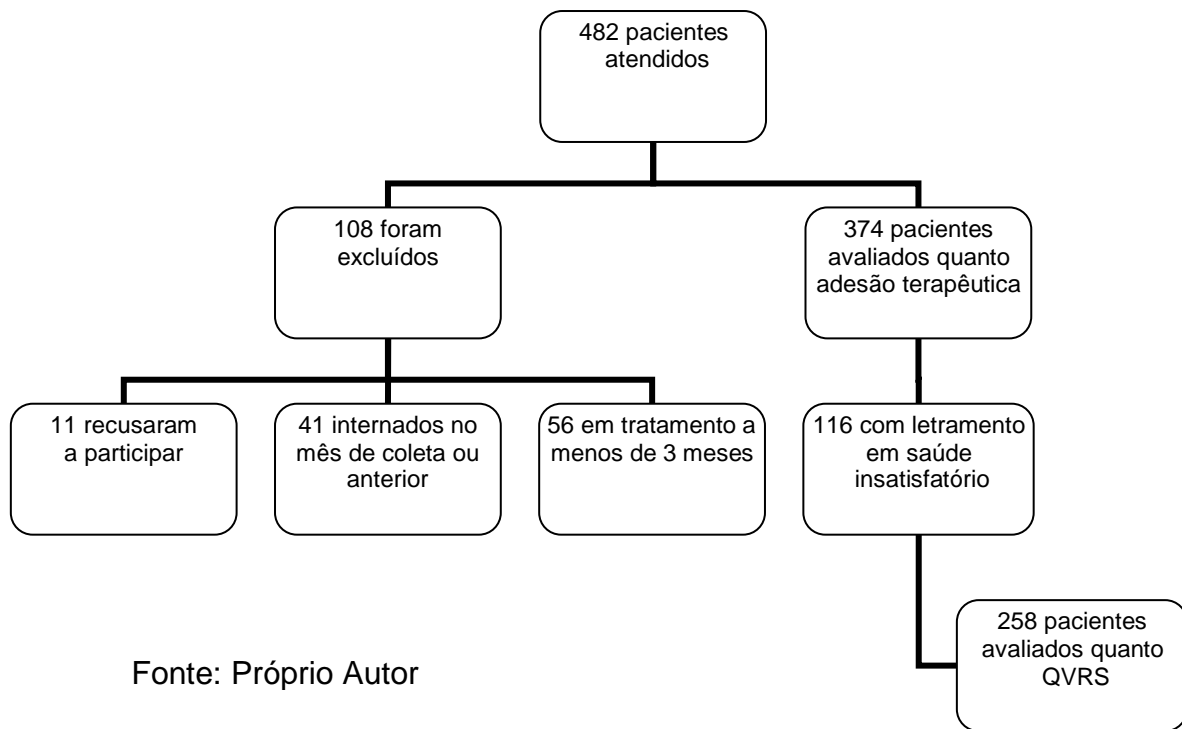 482 pacientes
atendidos
108 foram
excluídos
374 pacientes
avaliados quanto
adesão terapêutica
11 recusaram
a participar
41 internados no
mês de coleta ou
anterior
56 em tratamento a
menos de 3 meses
116 com letramento
em saúde
insatisfatório
258 pacientes
avaliados quanto
QVRS
Fonte: Próprio Autor